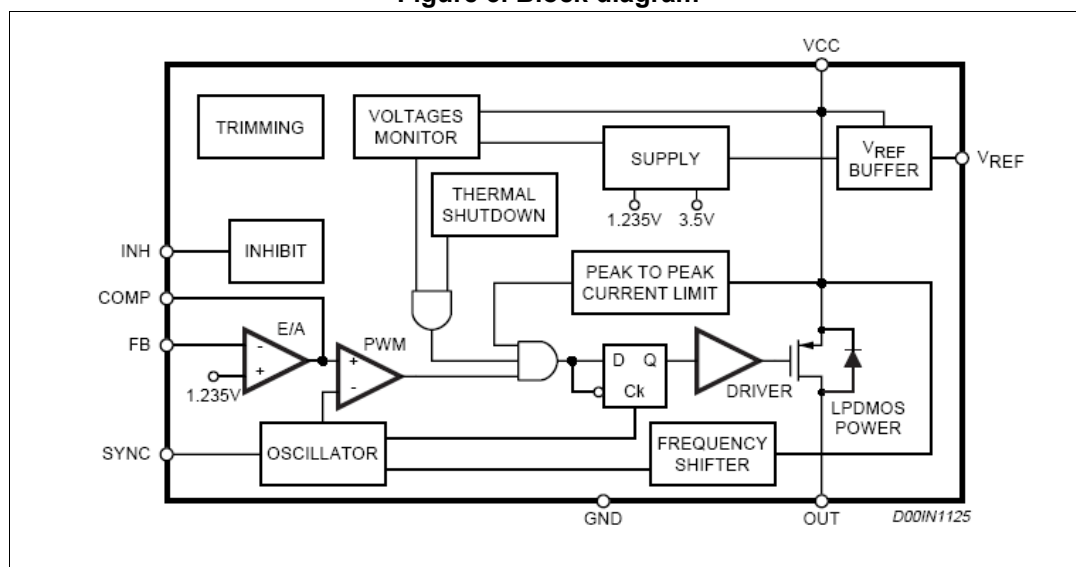 Figure 3. Block diagram
VCC
TRIMMING
VOLTAGES
MONITOR
SUPPLY
VREF
BUFFER
VREF
THERMAL
SHUTDOWN
1.235V
3.5V
INH
INHIBIT
PEAK TO PEAK
CURRENT LIMIT
COMP
E/A
FB
-
+
1.235V
PWM
+
-
D Q
Ck
DRIVER
LPDMOS
POWER
SYNC
OSCILLATOR
FREQUENCY
SHIFTER
GND
OUT
D00IN1125